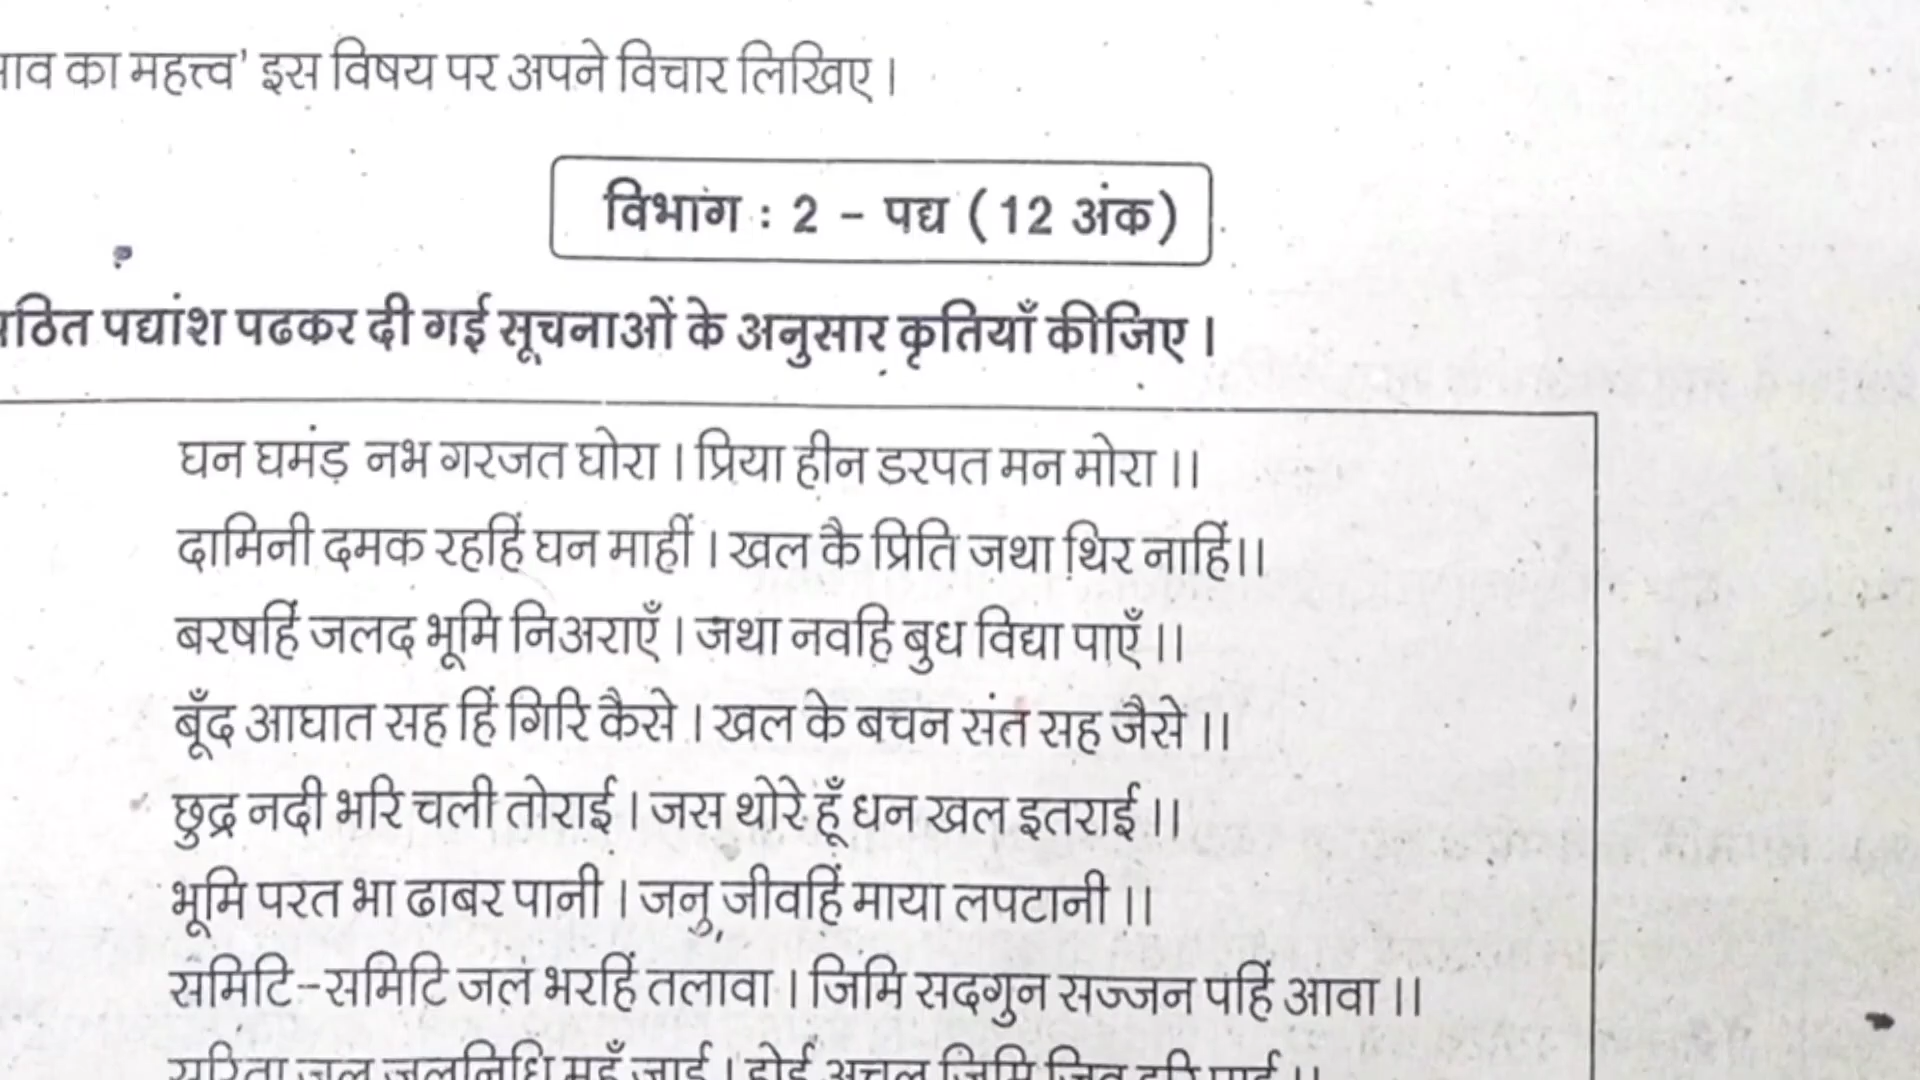 का महत्त्व' इस विषय पर अपने विचार लिखिए।
विभाग : 2 - पद्य (12 अंक)
पद्यांश पढकर दी गई सूचनाओं के अनुसार कृतियाँ कीजिए।
घन घमंड़ नभ गरजत घोरा। प्रिया हीन डरपत मन मोरा।।
दामिनी दमक रहहिं घन माहीं। खल कै प्रिति जथा थिर नाहिं।।
बरषहिं जलद भूमि निअराएँ। जथा नवहि बुध विद्या पाएँ।।
बूँद आघात सह हिं गिरि कैसे। खल के बचन संत सह जैसे।।
छुद्र नदी भरि चली तोराई। जस थोरे हूँ धन खल इतराई।।
भूमि परत भा ढाबर पानी। जनु जीवहिं माया लपटानी।।
समिटि-समिटि जल भरहिं तलावा। जिमि सदगुन सज्जन पहिं आवा।।